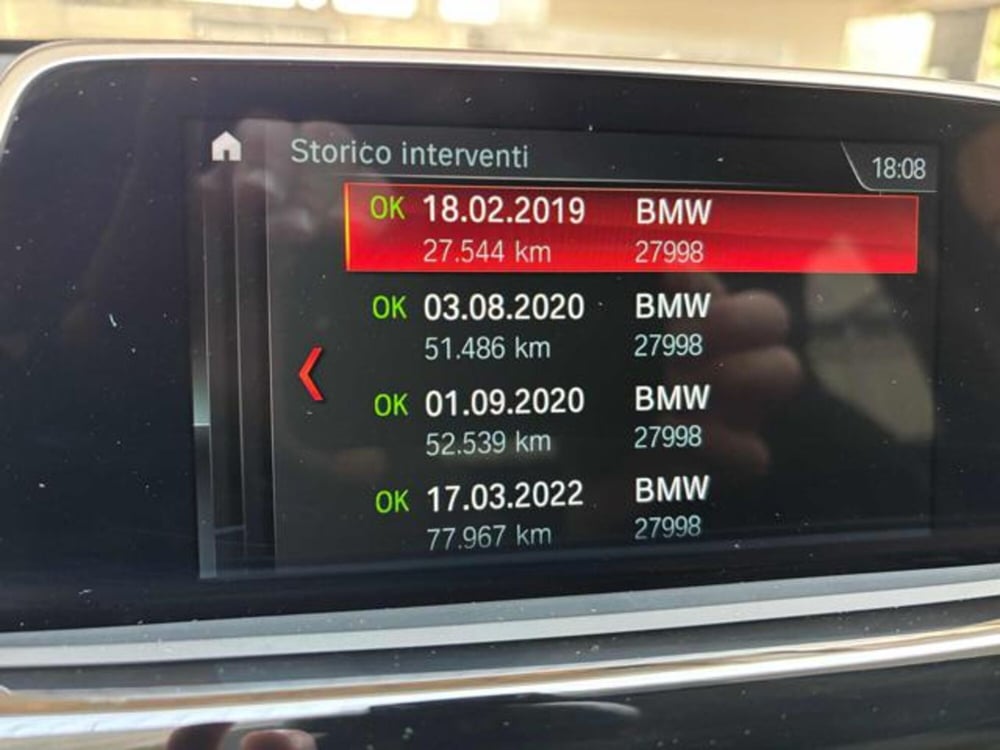 Storico interventi
18:08
OK 18.02.2019 BMW
27.544 km 27998
OK 03.08.2020 BMW
51.486 km 27998
OK 01.09.2020 BMW
52.539 km 27998
OK 17.03.2022 BMW
77.967 km 27998